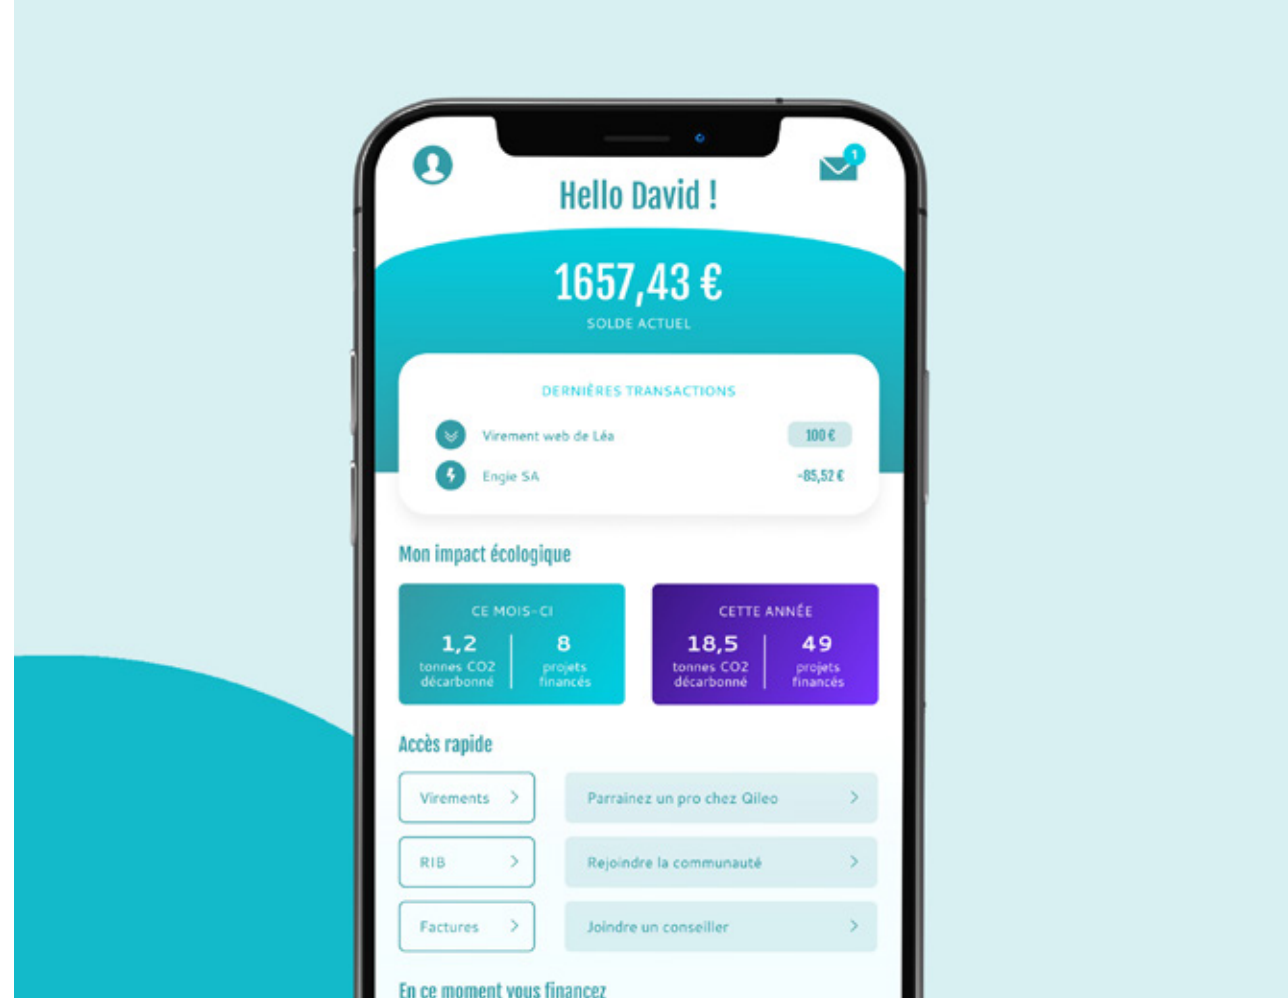 1
Hello David !
1657,43 €
SOLDE ACTUEL
DERNIÈRES TRANSACTIONS
Virement web de Léa 100 €
Engie SA -85,52 €
Mon impact écologique
CE MOIS-CI
1,2 8
tonnes CO2 projets
décarbonné financés
CETTE ANNÉE
18,5 49
tonnes CO2 projets
décarbonné financés
Accès rapide
Virements Parrainez un pro chez Qileo
RIB Rejoindre la communauté
Factures Joindre un conseiller
En ce moment vous financez